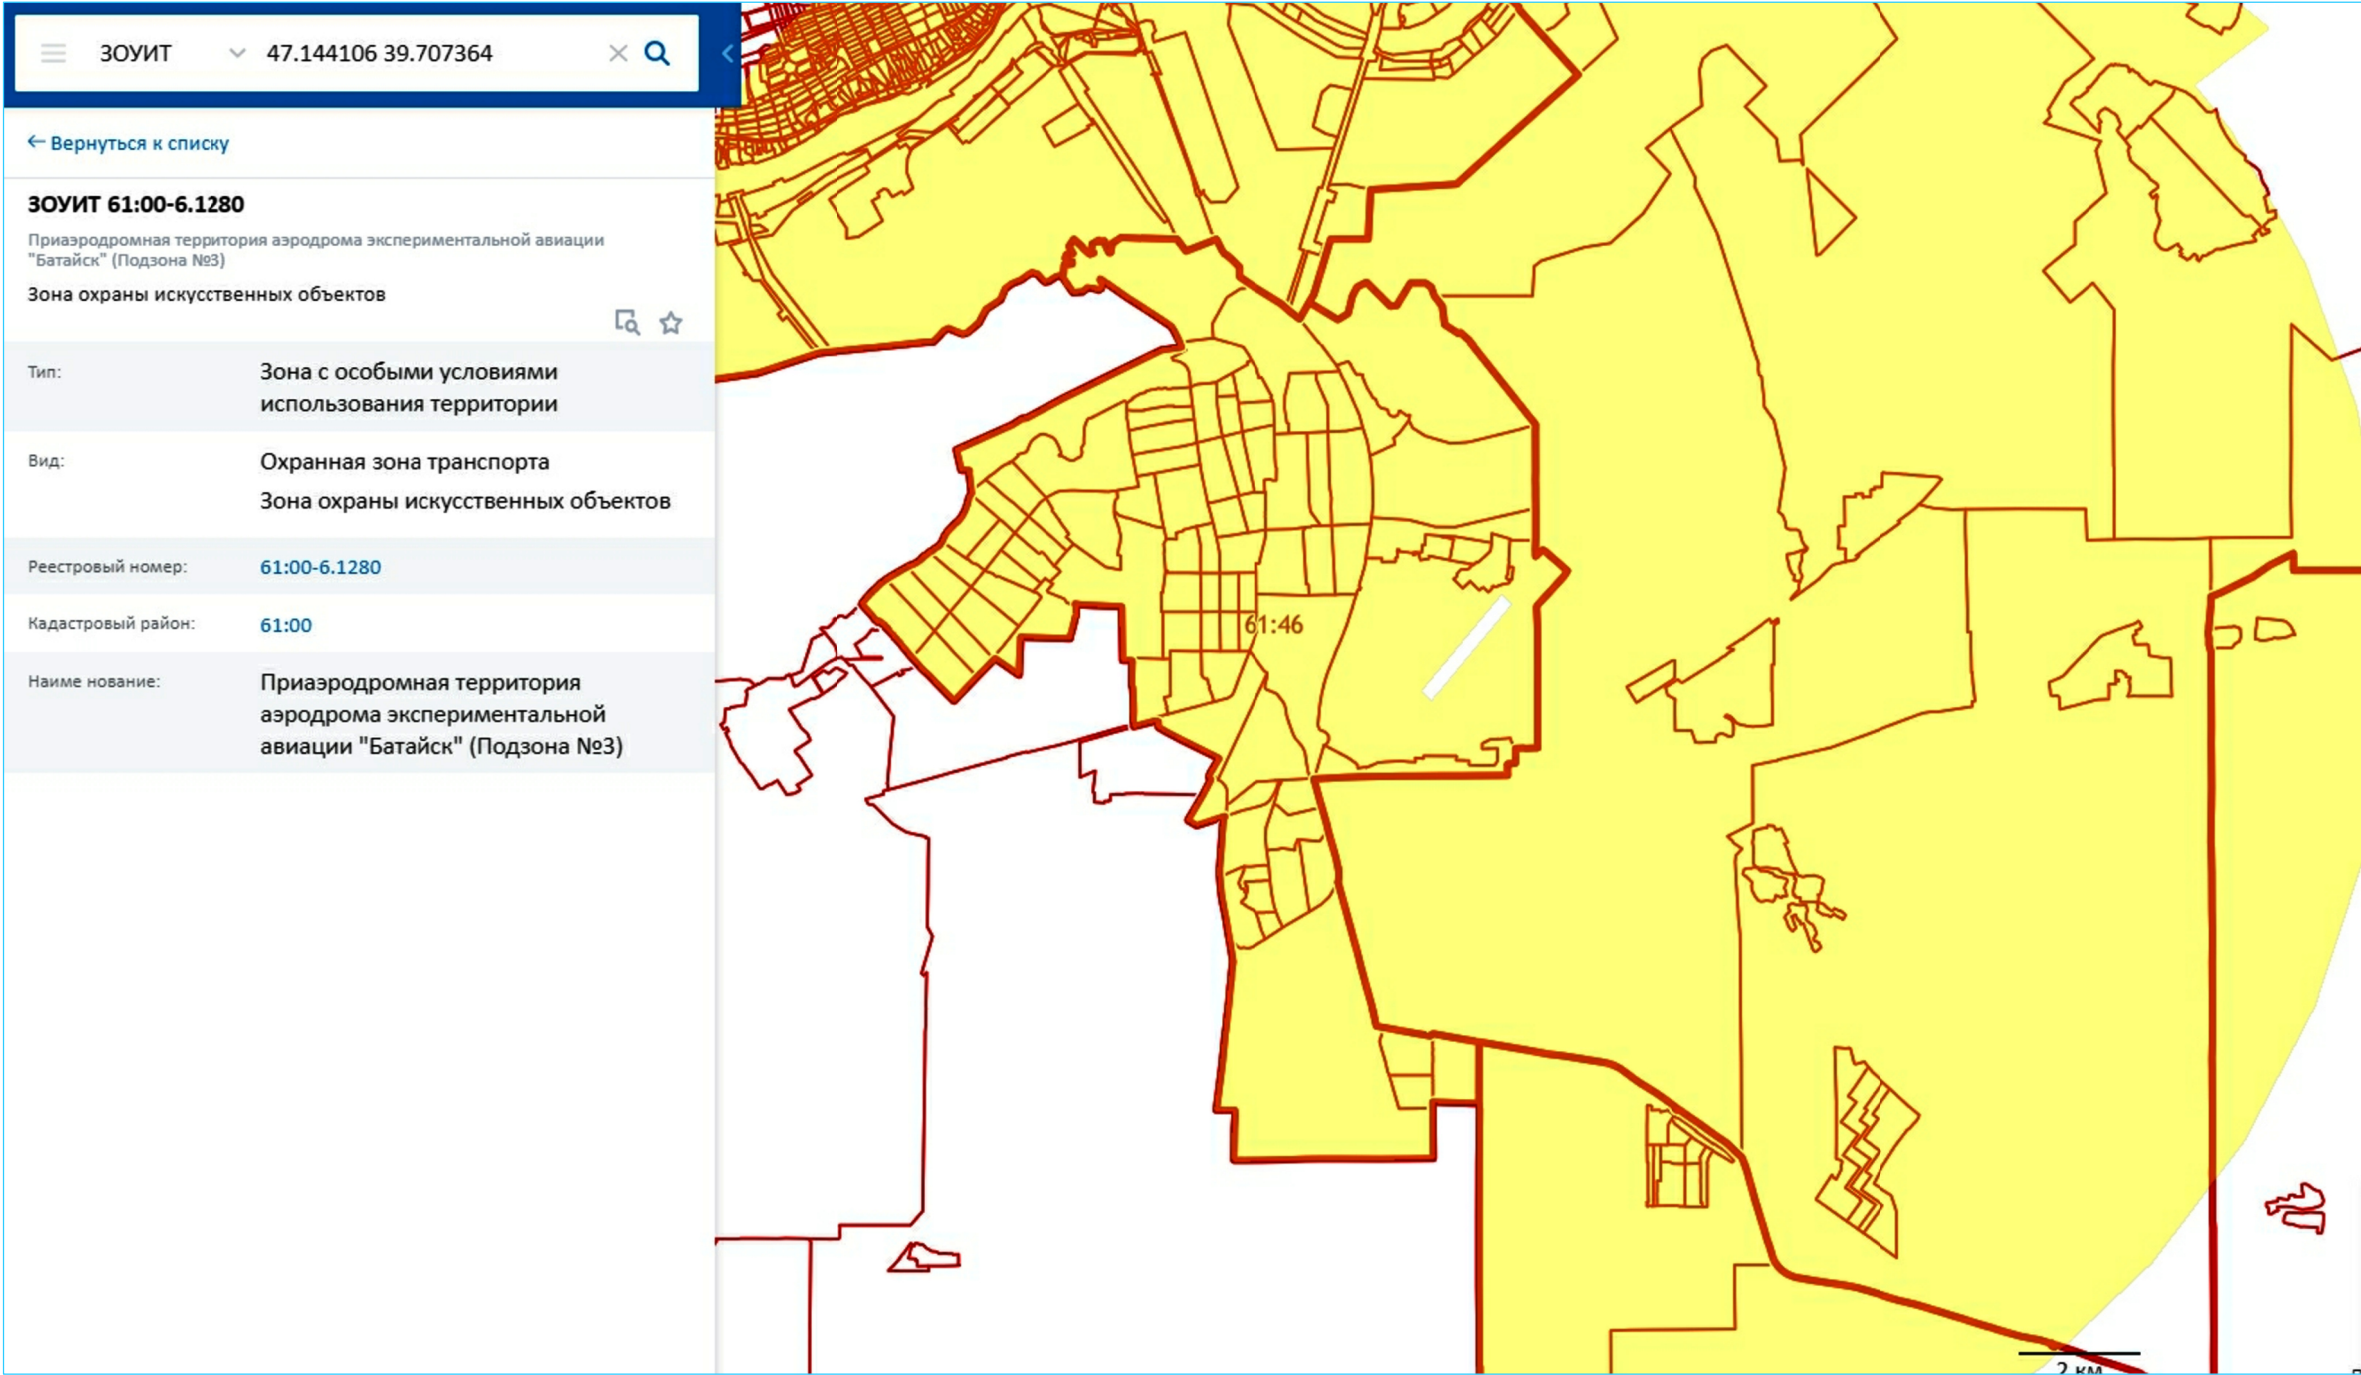 ЗОУИТ 47.144106 39.707364
Вернуться к списку
ЗОУИТ 61:00-6.1280
Приаэродромная территория аэродрома экспериментальной авиации
"Батайск" (Подзона №3)
Зона охраны искусственных объектов
Тип: Зона с особыми условиями
использования территории
Вид: Охранная зона транспорта
Зона охраны искусственных объектов
Реестровый номер: 61:00-6.1280
Кадастровый район: 61:00
Наиме нование: Приаэродромная территория
аэродрома экспериментальной
авиации "Батайск" (Подзона №3)
61:46
2 км